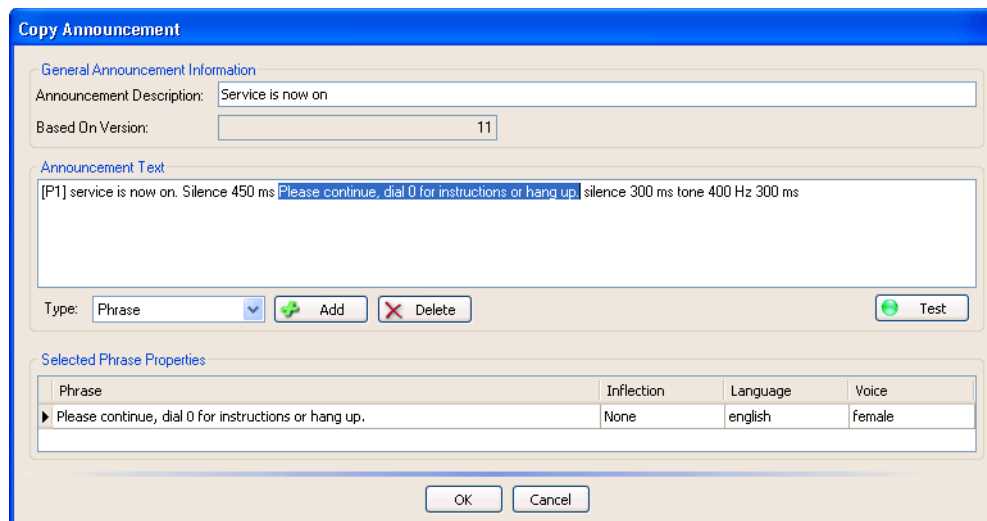 Copy Announcement
General Announcement Information
Announcement Description: Service is now on
Based On Version: 11
Announcement Text
[P1] service is now on. Silence 450 ms Please continue, dial 0 for instructions or hang up. silence 300 ms tone 400 Hz 300 ms
Type: Phrase Add Delete Test
Selected Phrase Properties
Phrase Inflection Language Voice
Please continue, dial 0 for instructions or hang up. None english female
OK Cancel